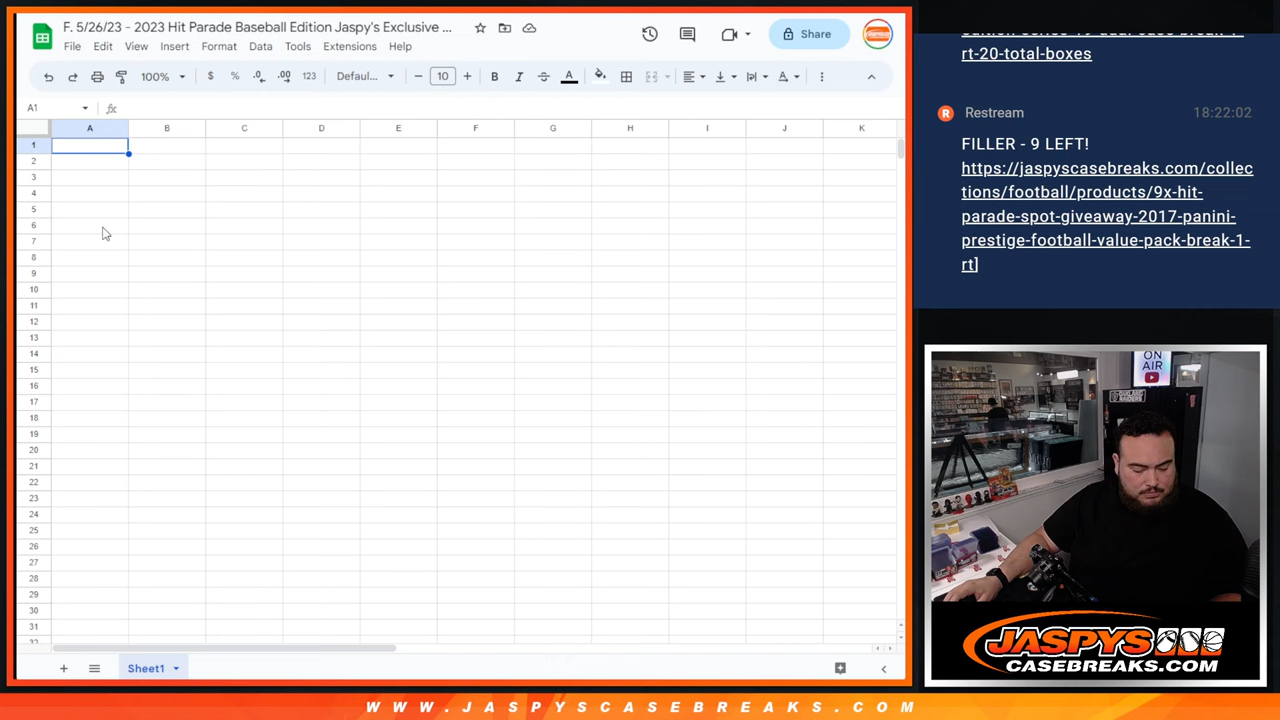 F. 5/26/23 - 2023 Hit Parade Baseball Edition Jaspy's Exclusive ...
File Edit View Insert Format Data Tools Extensions Help
Share
100% $ % .0 .00 123 Defaul... 10 B I A
A1 fx
A B C D E F G H I J K
1
2
3
4
5
6
7
8
9
10
11
12
13
14
15
16
17
18
19
20
21
22
23
24
25
26
27
28
29
30
31
Sheet1
rt-20-total-boxes
Restream 18:22:02
FILLER - 9 LEFT!
https://jaspyscasebreaks.com/collec
tions/football/products/9x-hit-
parade-spot-giveaway-2017-panini-
prestige-football-value-pack-break-1-
rt]
ON
AIR
JASPYS
CASEBREAKS.COM
WWW.JASPYSCASEBREAKS.COM